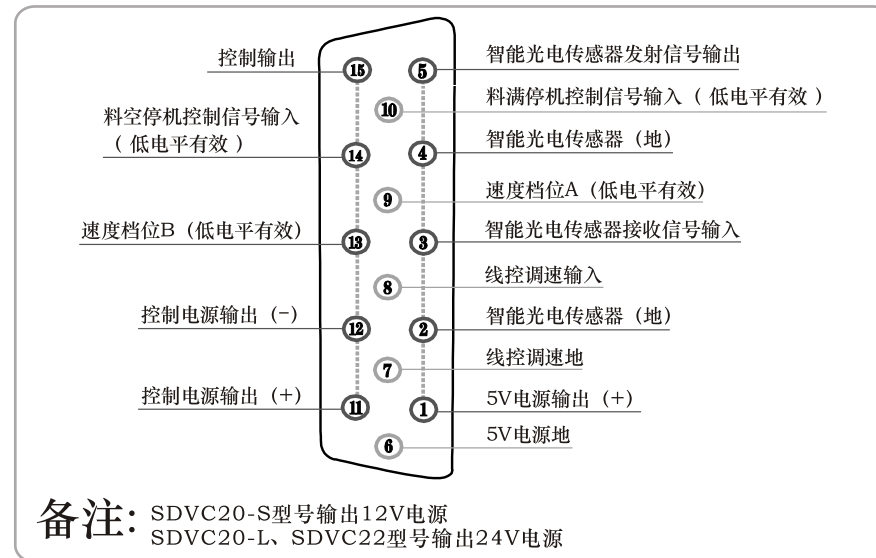 控制输出
料空停机控制信号输入
（ 低电平有效 ）
速度档位B（低电平有效）
控制电源输出（-）
控制电源输出（+）
15
14
13
12
11
10
9
8
7
6
5
4
3
2
1
智能光电传感器发射信号输出
料满停机控制信号输入（ 低电平有效 ）
智能光电传感器（地）
速度档位A（低电平有效）
智能光电传感器接收信号输入
线控调速输入
智能光电传感器（地）
线控调速地
5V电源输出（+）
5V电源地
备注: SDVC20-S型号输出12V电源
SDVC20-L、SDVC22型号输出24V电源